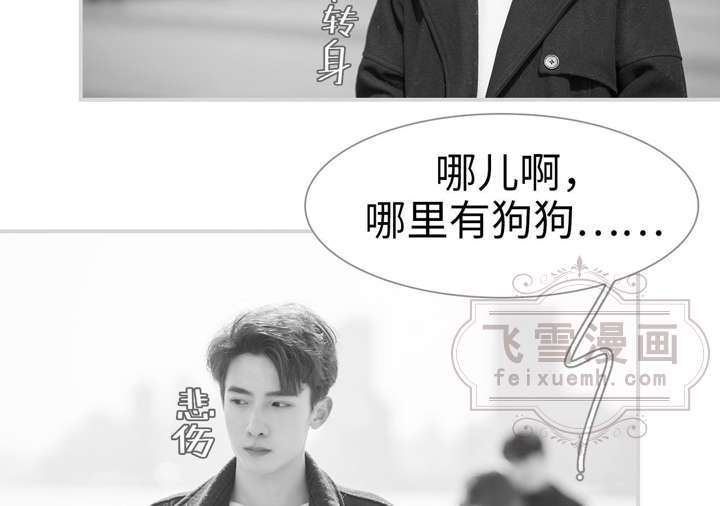 转身
哪儿啊，
哪里有狗狗……
飞雪漫画
feixuemh.com
悲伤